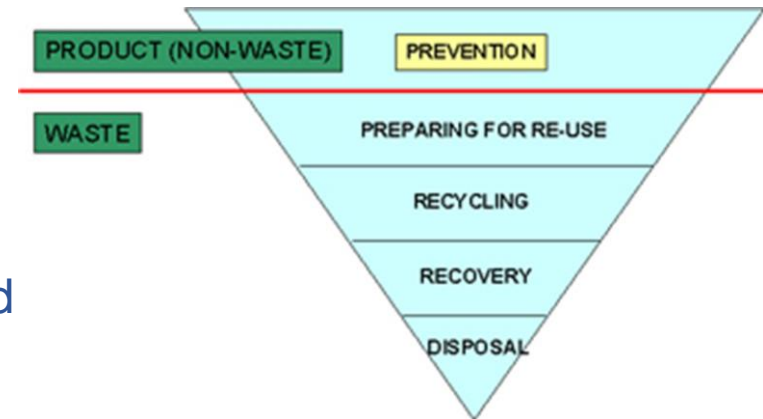 PRODUCT (NON-WASTE) PREVENTION
WASTE PREPARING FOR RE-USE
RECYCLING
RECOVERY
DISPOSAL